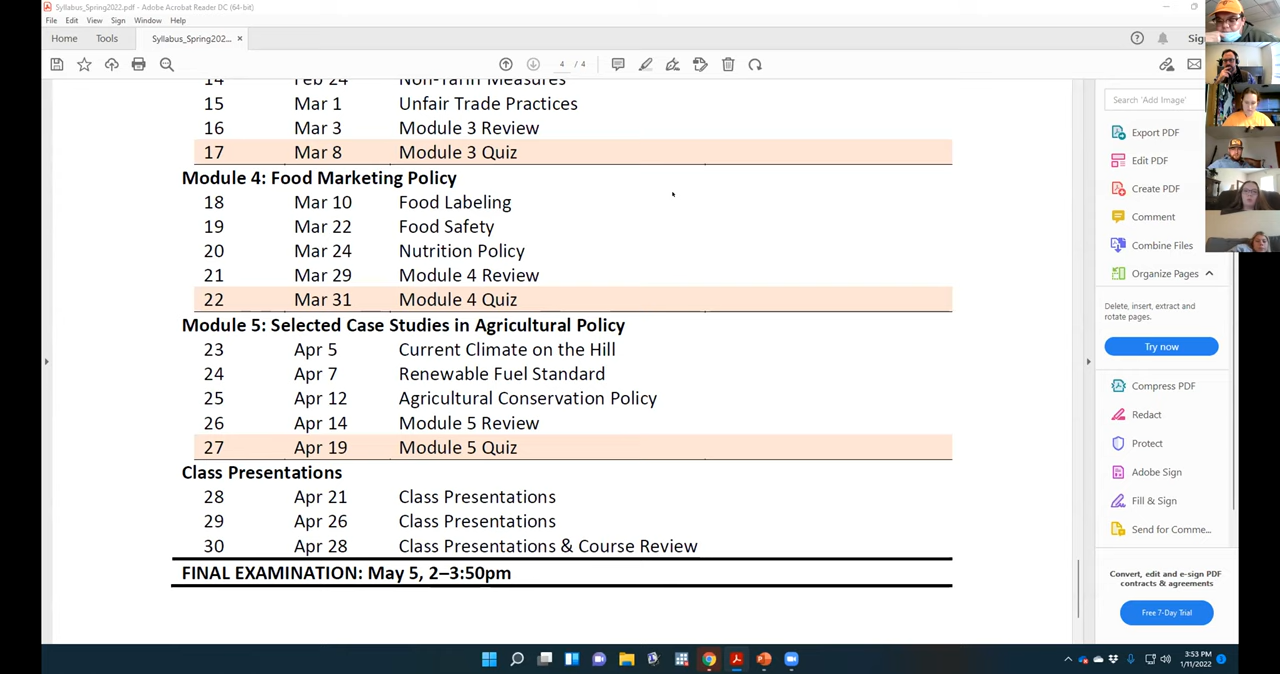 Syllabus_Spring2022.pdf - Adobe Acrobat Reader DC (64-bit)
File Edit View Sign Window Help
Home Tools Syllabus_Spring202... × Sig
4 / 4
14 Feb 24 Non-Tariff Measures
15 Mar 1 Unfair Trade Practices
16 Mar 3 Module 3 Review
17 Mar 8 Module 3 Quiz
Module 4: Food Marketing Policy
18 Mar 10 Food Labeling
19 Mar 22 Food Safety
20 Mar 24 Nutrition Policy
21 Mar 29 Module 4 Review
22 Mar 31 Module 4 Quiz
Module 5: Selected Case Studies in Agricultural Policy
23 Apr 5 Current Climate on the Hill
24 Apr 7 Renewable Fuel Standard
25 Apr 12 Agricultural Conservation Policy
26 Apr 14 Module 5 Review
27 Apr 19 Module 5 Quiz
Class Presentations
28 Apr 21 Class Presentations
29 Apr 26 Class Presentations
30 Apr 28 Class Presentations & Course Review
FINAL EXAMINATION: May 5, 2–3:50pm
Search 'Add Image'
Export PDF
Edit PDF
Create PDF
Comment
Combine Files
Organize Pages
Delete, insert, extract and
rotate pages.
Try now
Compress PDF
Redact
Protect
Adobe Sign
Fill & Sign
Send for Comme...
Convert, edit and e-sign PDF
contracts & agreements
Free 7-Day Trial
3:53 PM
1/11/2022